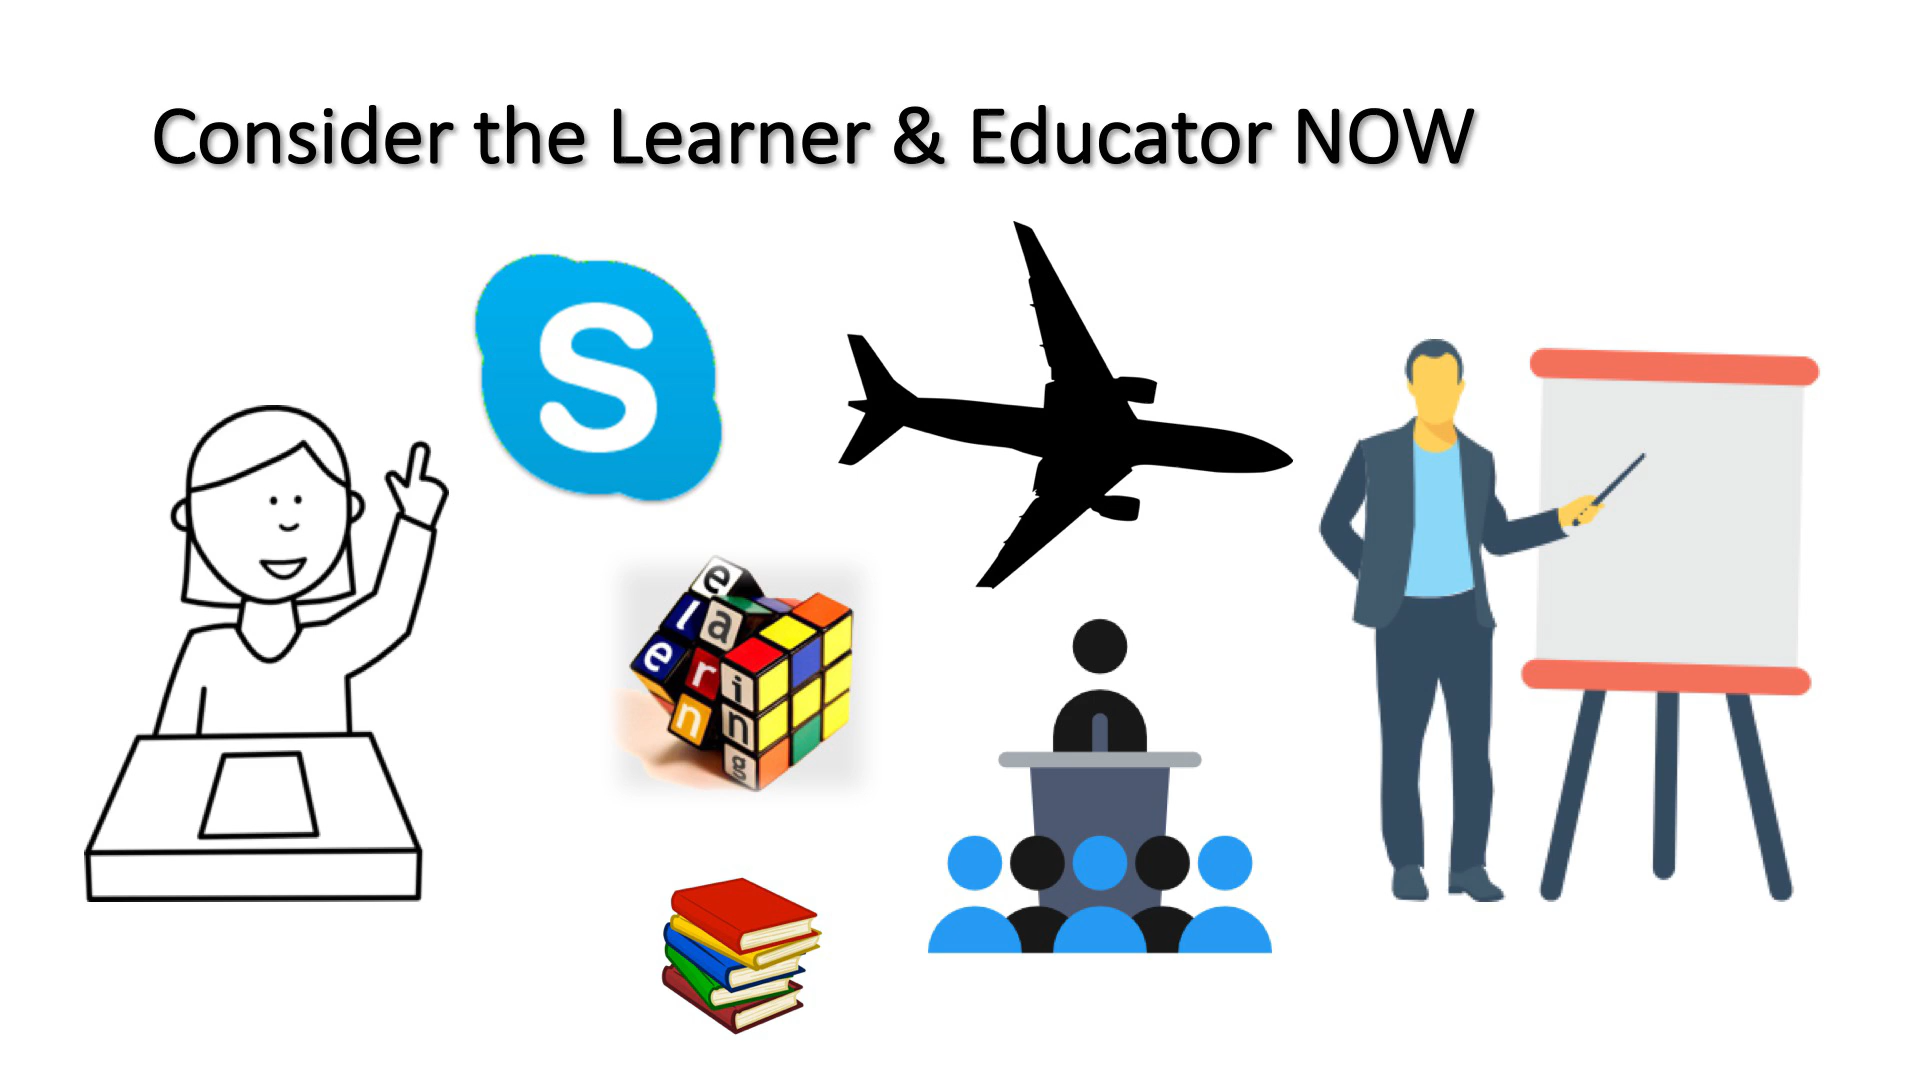 Consider the Learner & Educator NOW
S
e
l a
e r i
n n
g